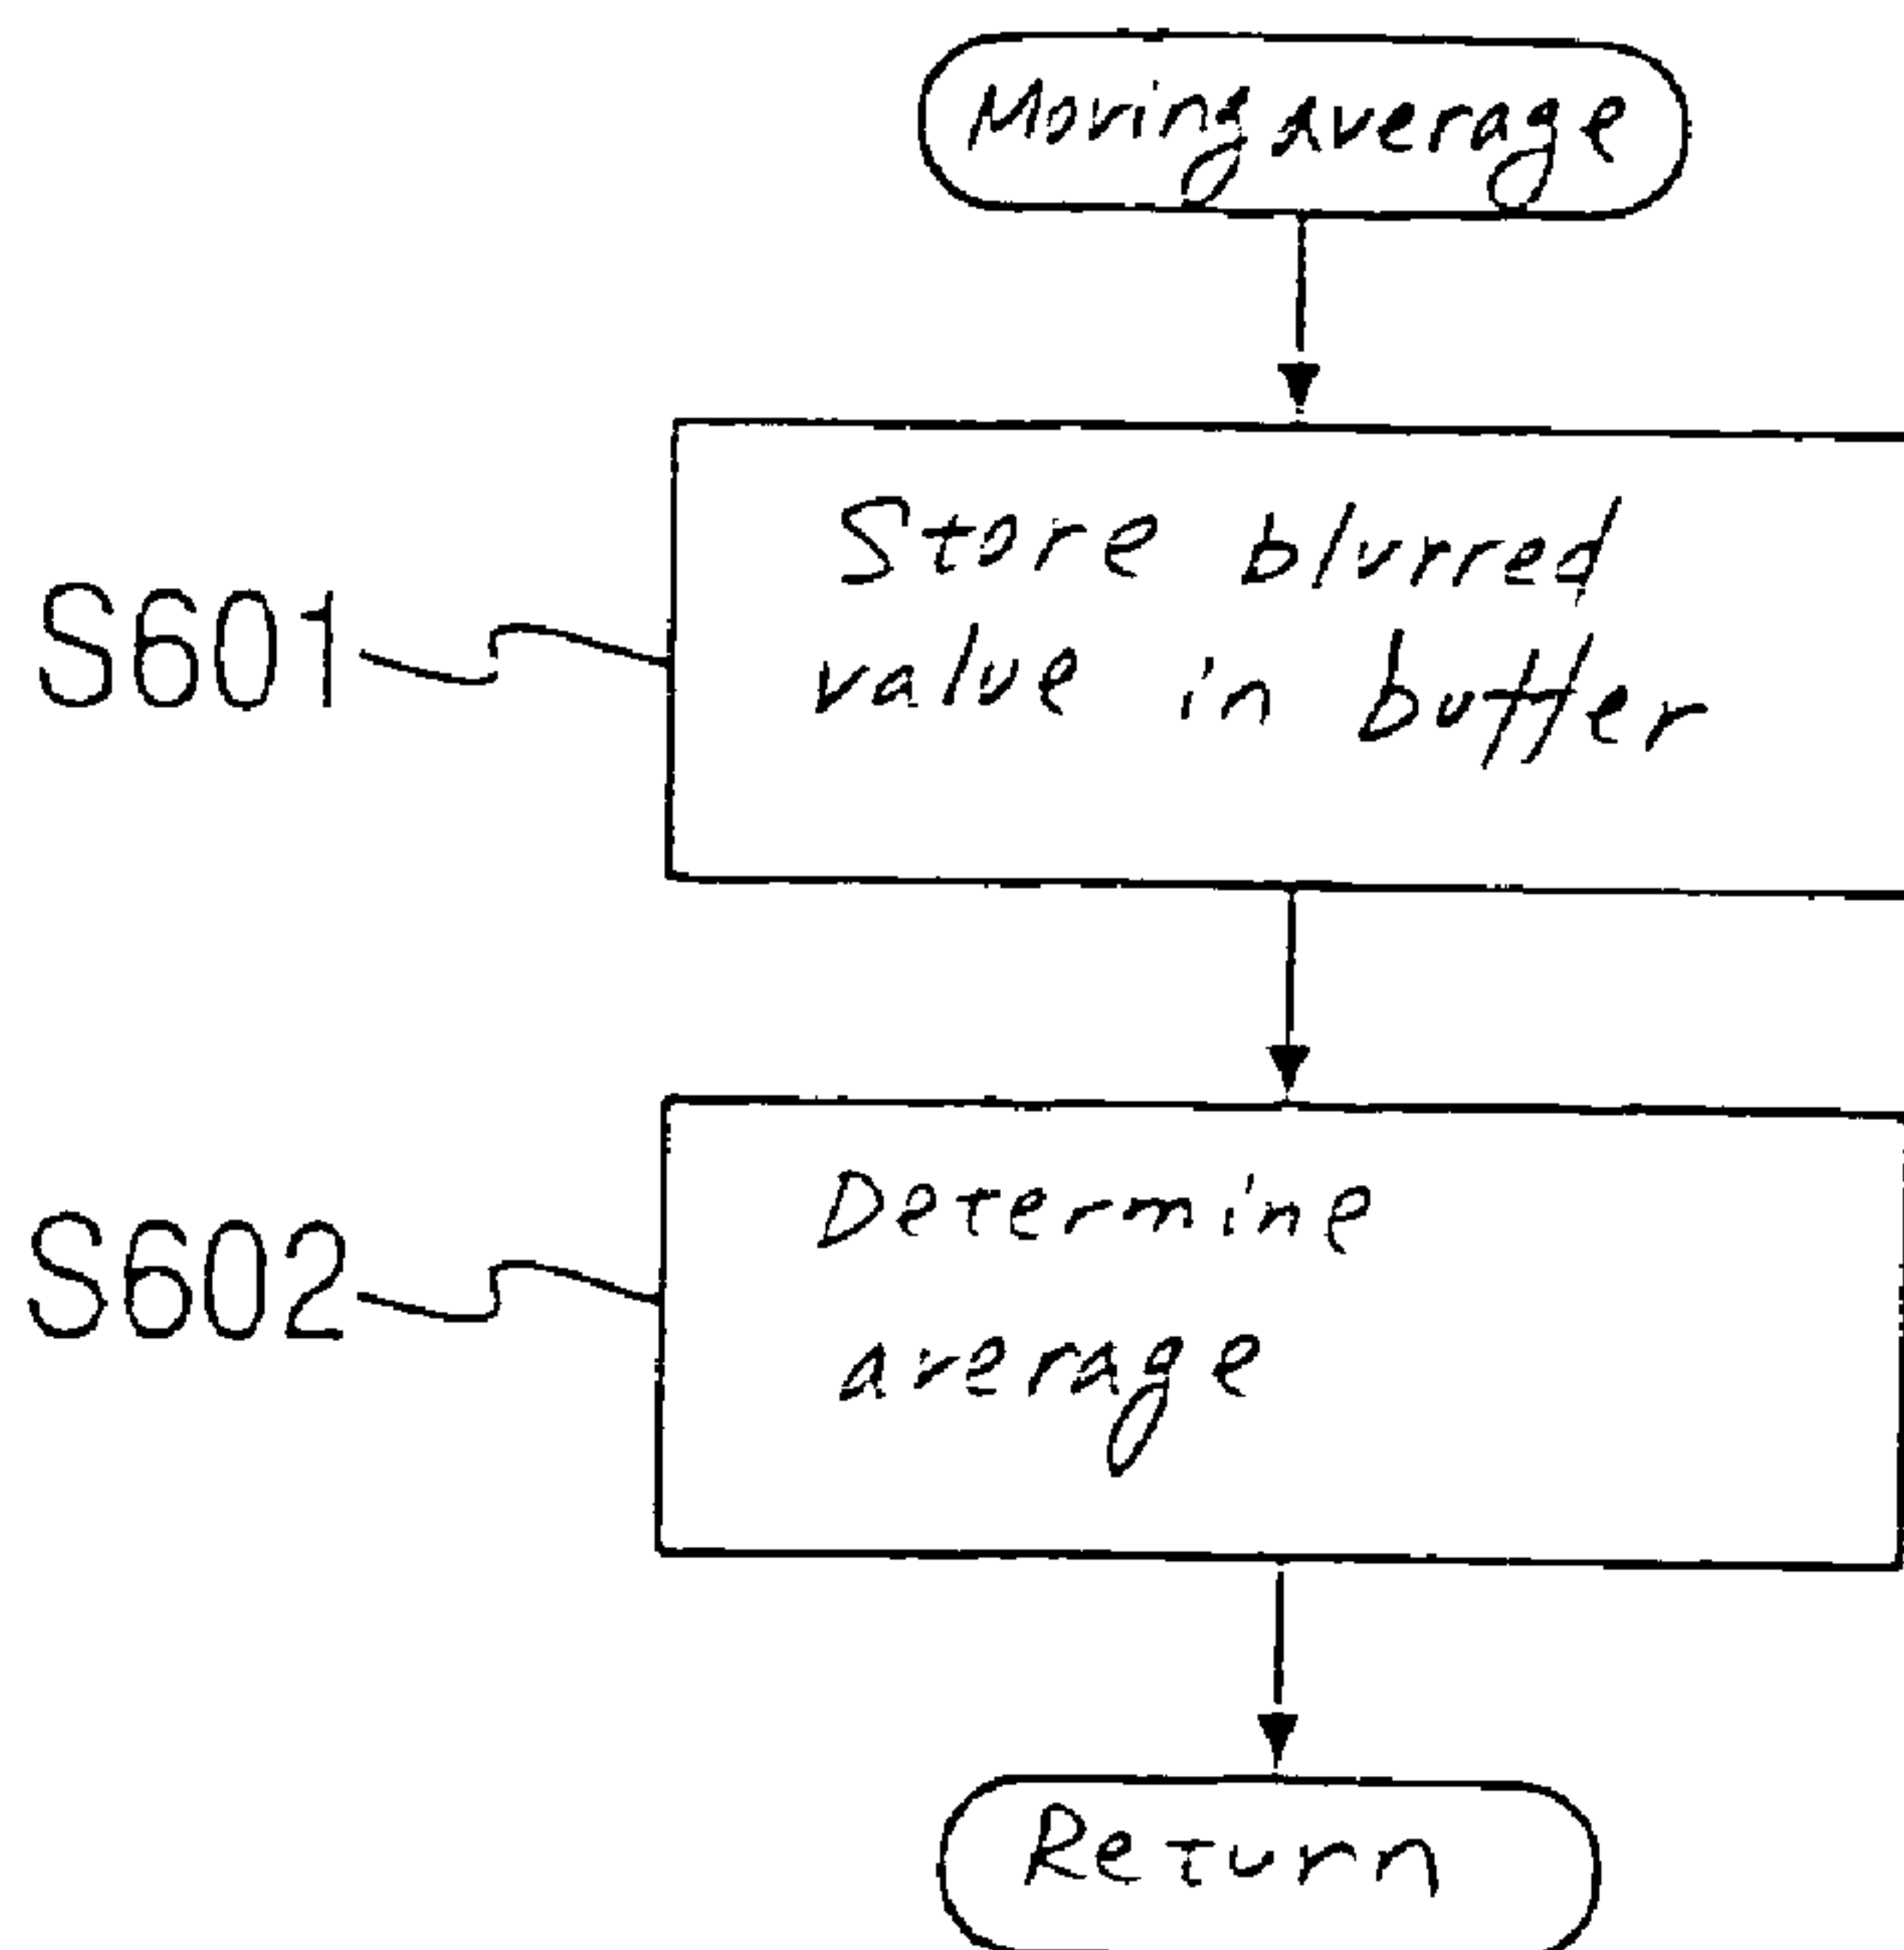 Moving average
Store blurred
S601
value in buffer
Determine
S602
average
Return